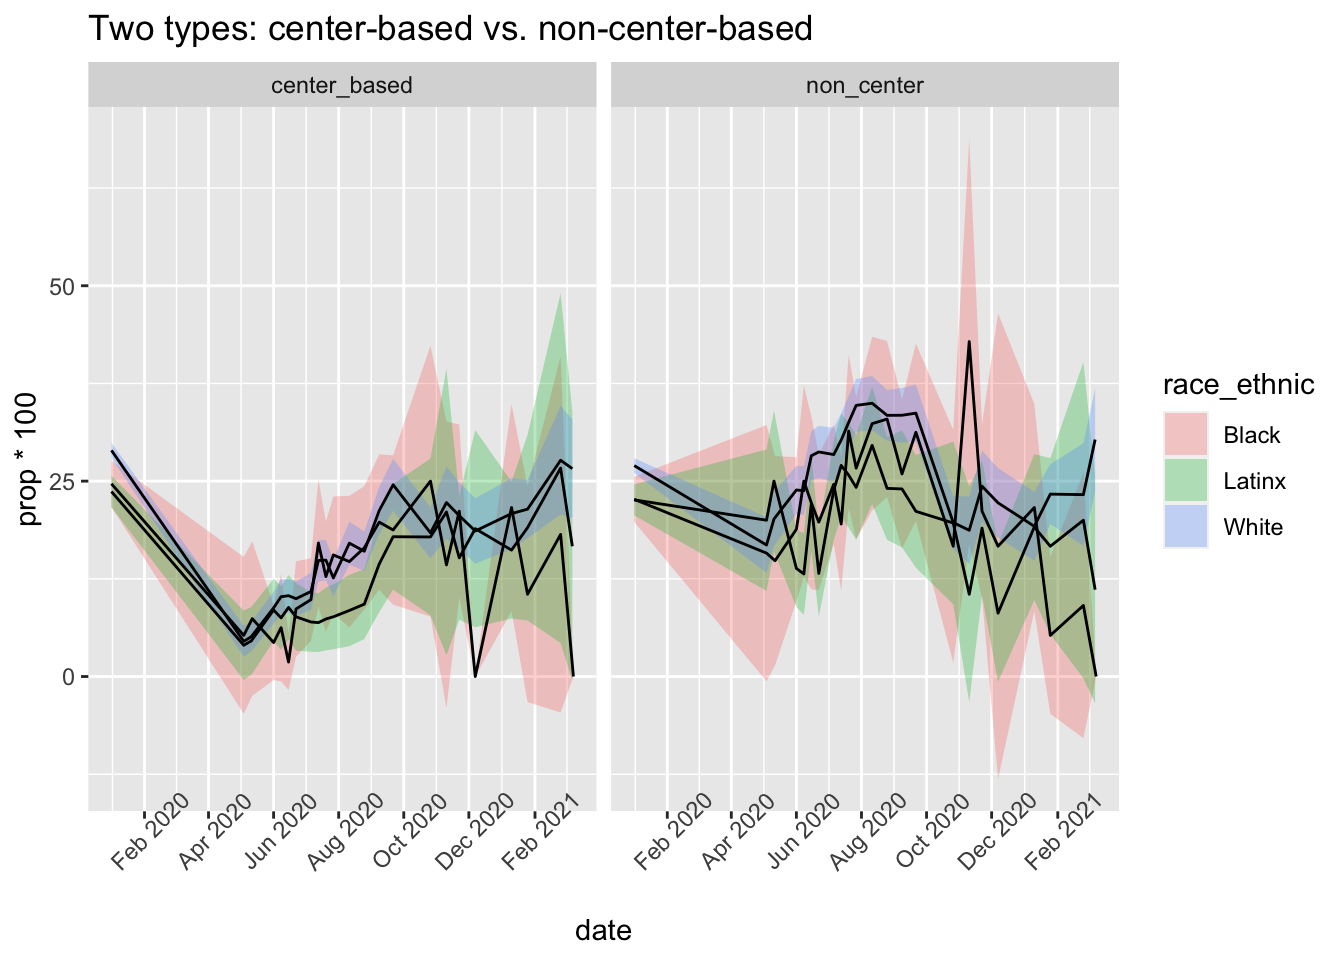 Two types: center-based vs. non-center-based
center_based
non_center
prop * 100
50
25
0
Feb 2020
Apr 2020
Jun 2020
Aug 2020
Oct 2020
Dec 2020
Feb 2021
Feb 2020
Apr 2020
Jun 2020
Aug 2020
Oct 2020
Dec 2020
Feb 2021
date
race_ethnic
Black
Latinx
White